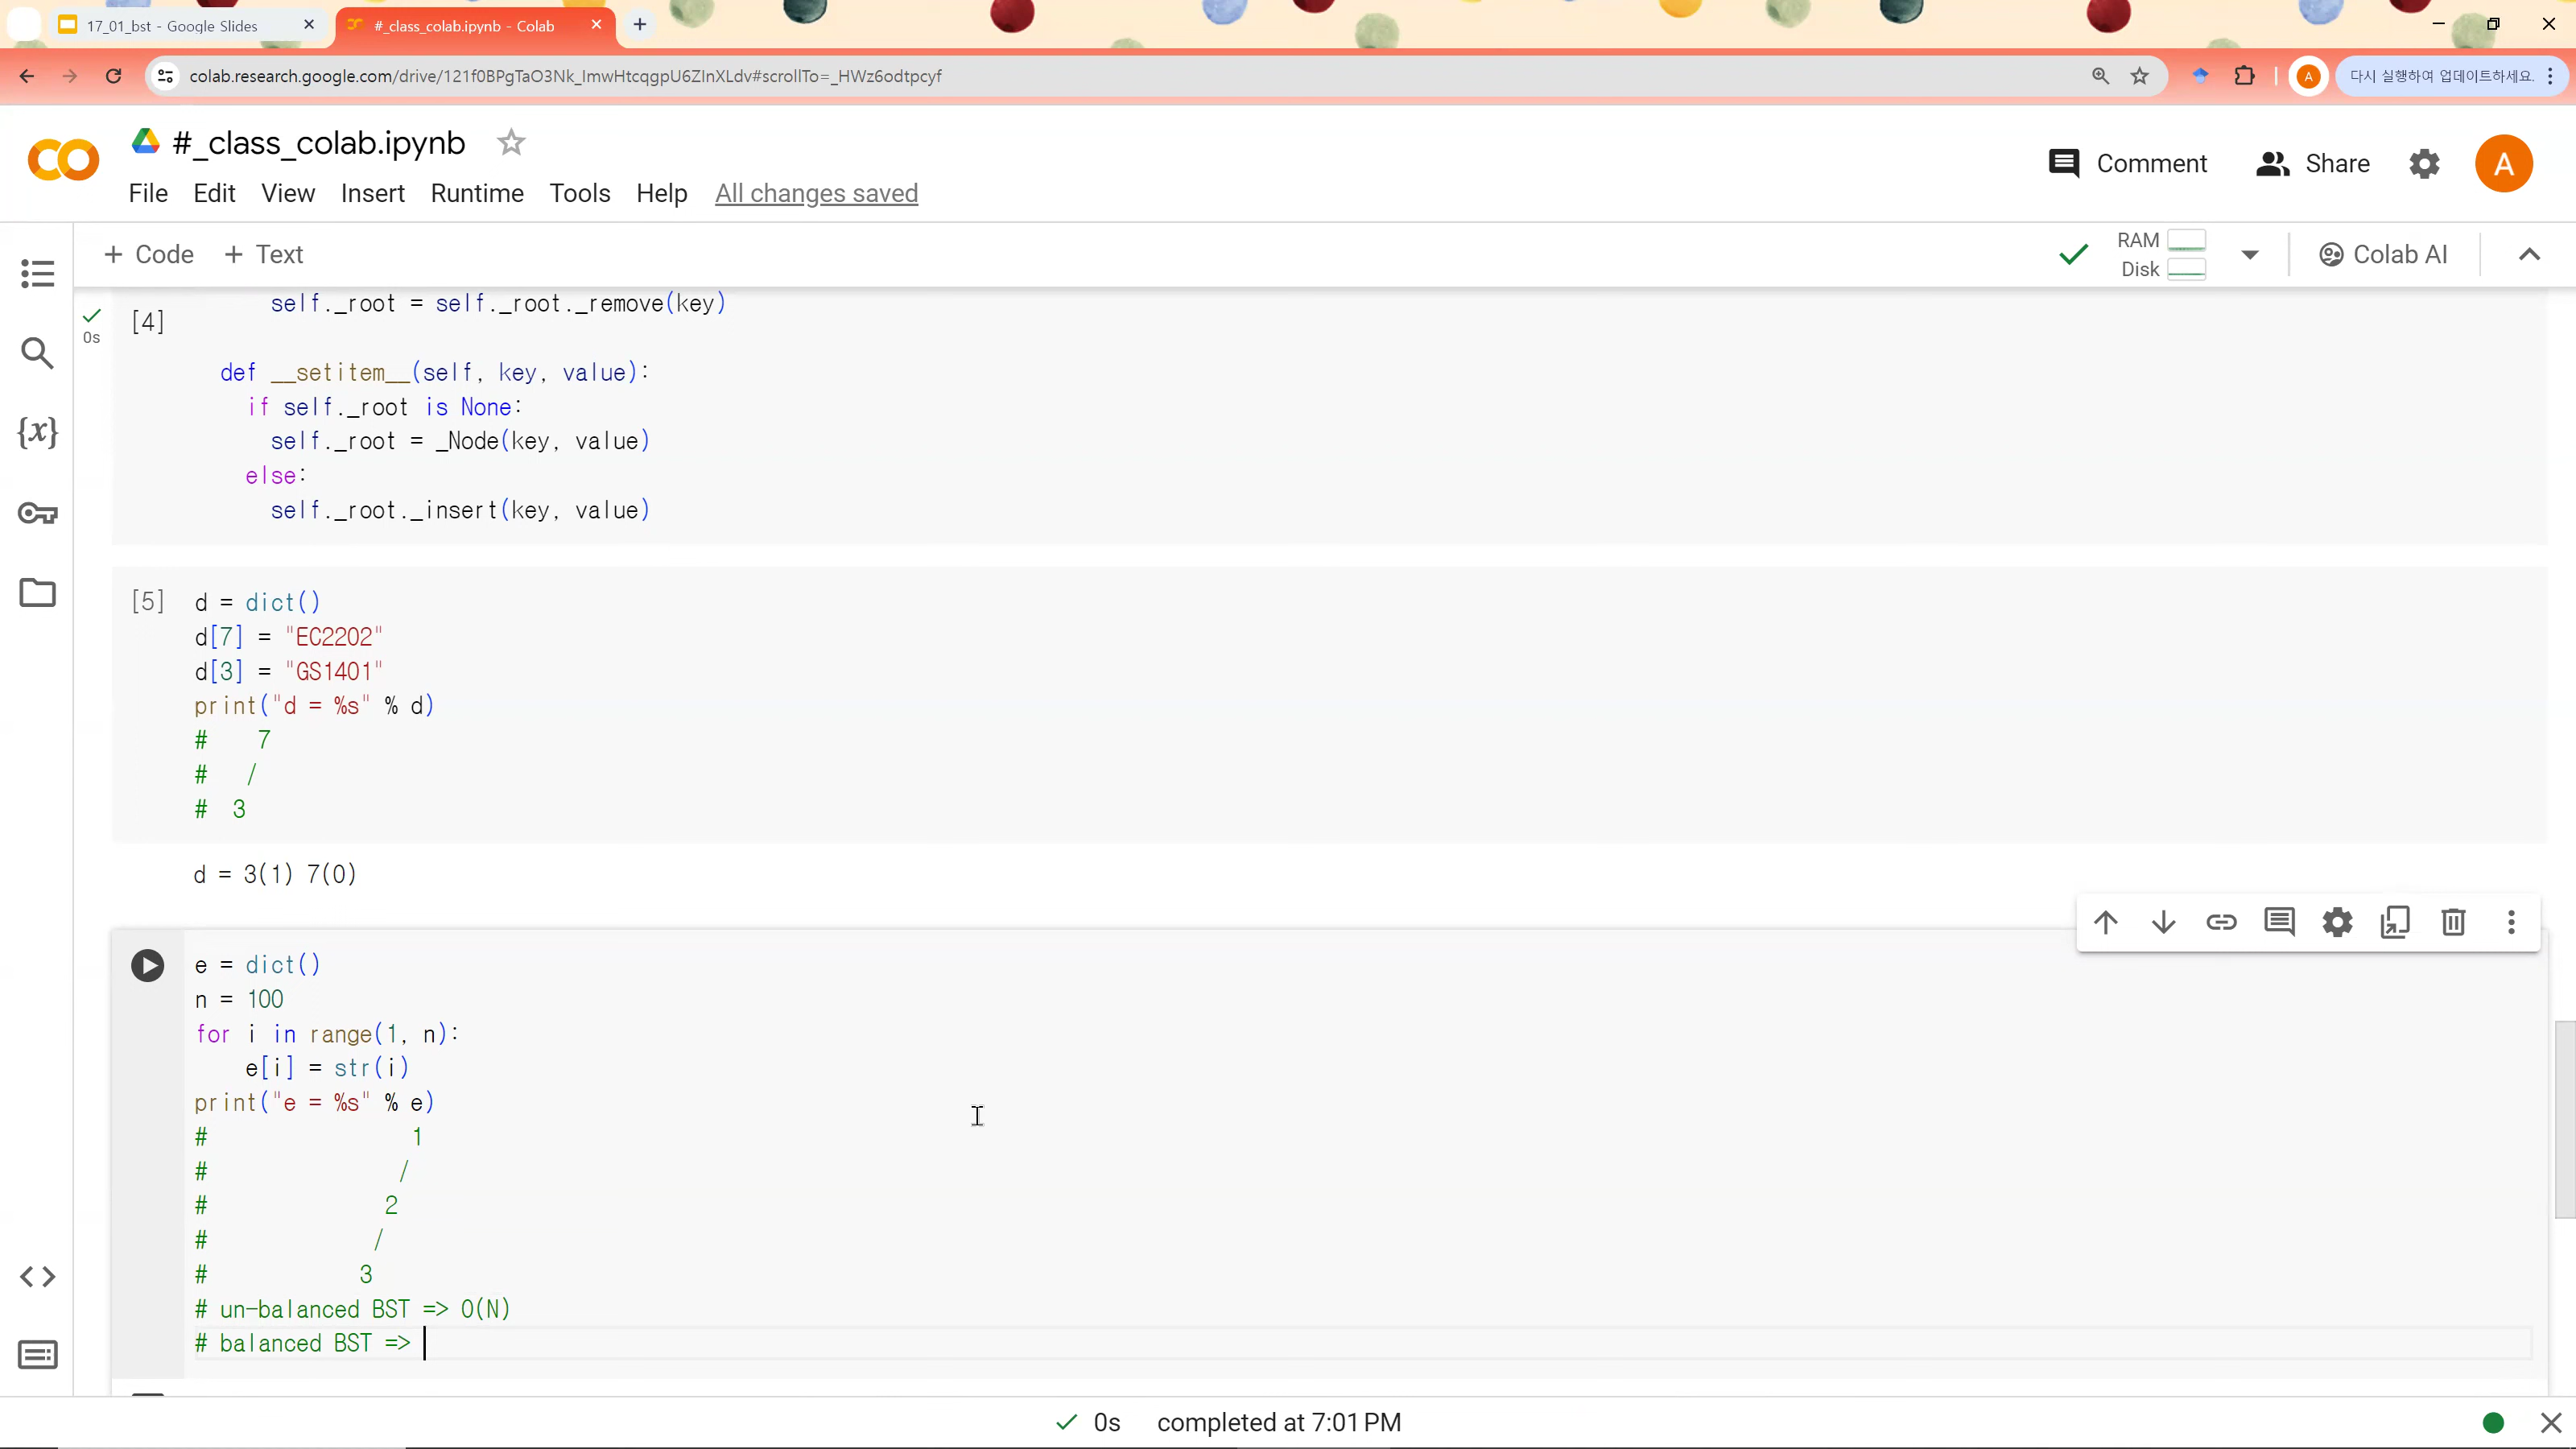 17_01_bst - Google Slides
#_class_colab.ipynb - Colab
colab.research.google.com/drive/121f0BPgTaO3Nk_ImwHtcqgpU6ZInXLdv#scrollTo=_HWz6odtpcyf
A
다시 실행하여 업데이트하세요.
CO
#_class_colab.ipynb
Comment
Share
A
File Edit View Insert Runtime Tools Help All changes saved
+ Code + Text
RAM
Disk
Colab AI
{x}
0s
[4]
self._root = self._root._remove(key)
def __setitem__(self, key, value):
if self._root is None:
self._root = _Node(key, value)
else:
self._root._insert(key, value)
[5]
d = dict()
d[7] = "EC2202"
d[3] = "GS1401"
print("d = %s" % d)
# 7
# /
# 3
d = 3(1) 7(0)
e = dict()
n = 100
for i in range(1, n):
e[i] = str(i)
print("e = %s" % e)
# 1
# /
# 2
# /
# 3
# un-balanced BST => O(N)
# balanced BST =>
0s completed at 7:01 PM